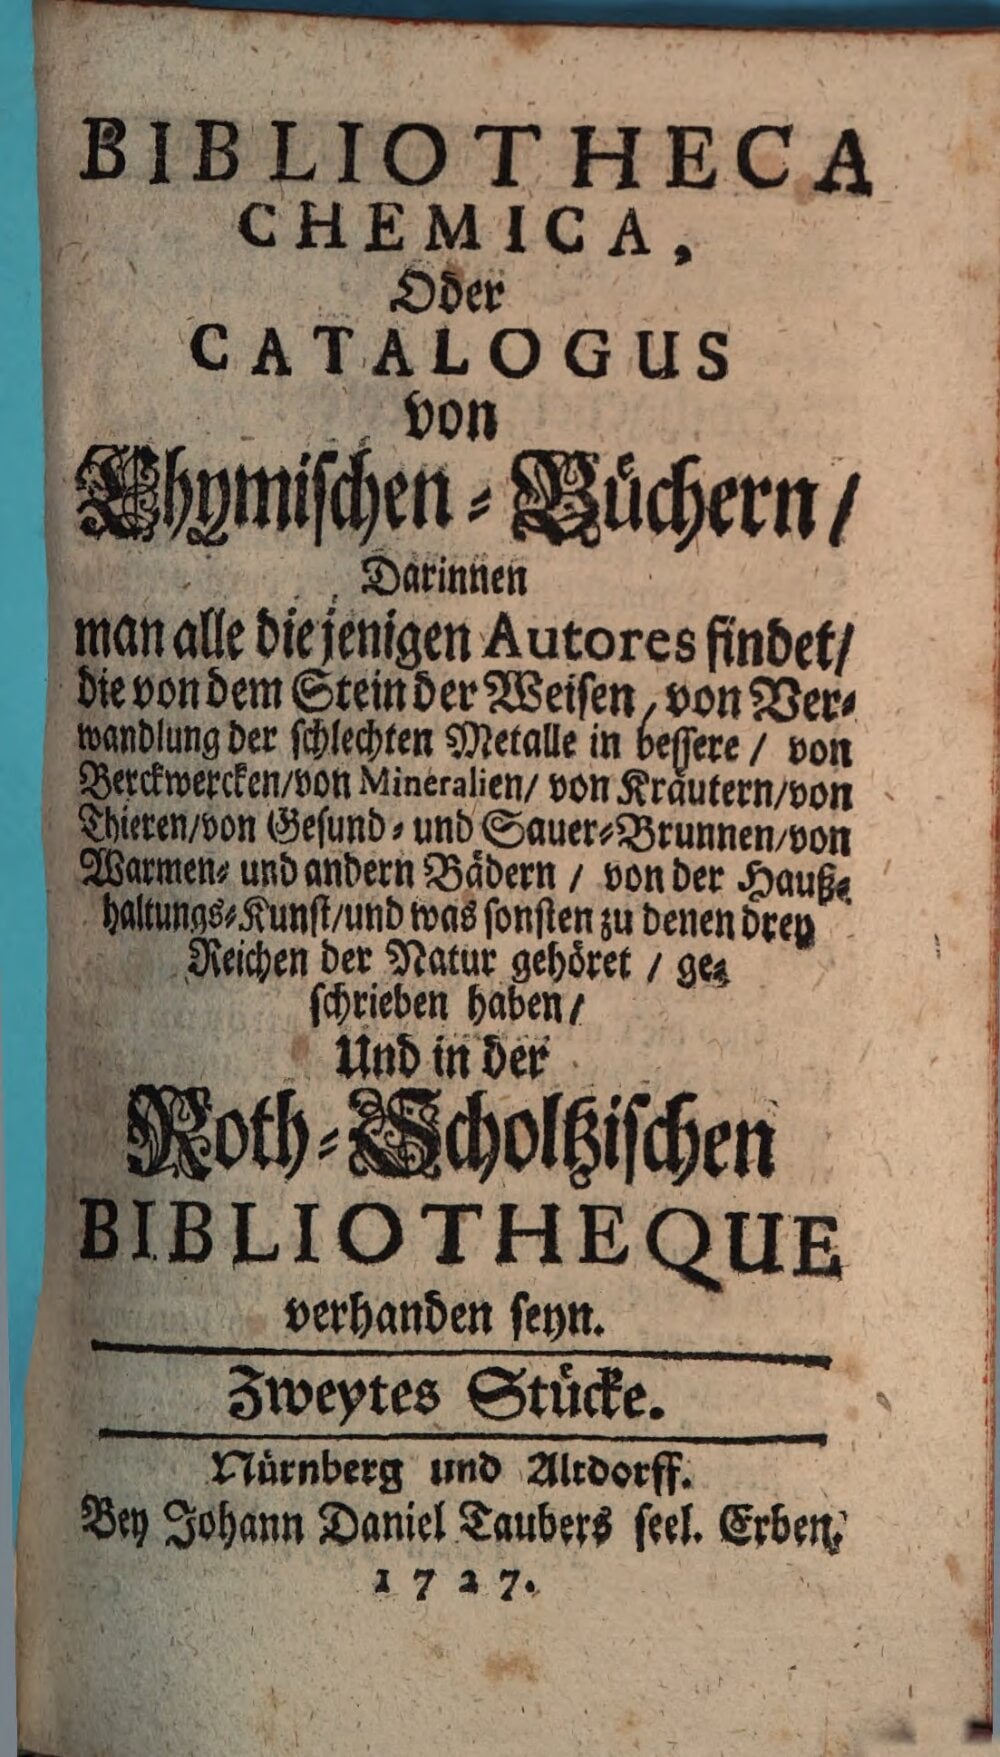 BIBLIOTHECA
CHEMICA,
Oder
CATALOGUS
von
Chymischen-Büchern/
Darinnen
man alle diejenigen Autores findet/
die von dem Stein der Weisen, von Ver-
wandlung der schlechten Metalle in bessere / von
Berckwercken/von Mineralien/ von Kräutern/von
Thieren/von Gesund- und Sauer-Brunnen/von
Warmen- und andern Bädern / von der Hauß-
haltungs-Kunst/und was sonsten zu denen drey
Reichen der Natur gehöret / ge-
schrieben haben/
Und in der
Roth-Scholtzischen
BIBLIOTHEQUE
verhanden seyn.
Zweytes Stücke.
Nürnberg und Altdorff.
Bey Johann Daniel Taubers seel. Erben.
1727.